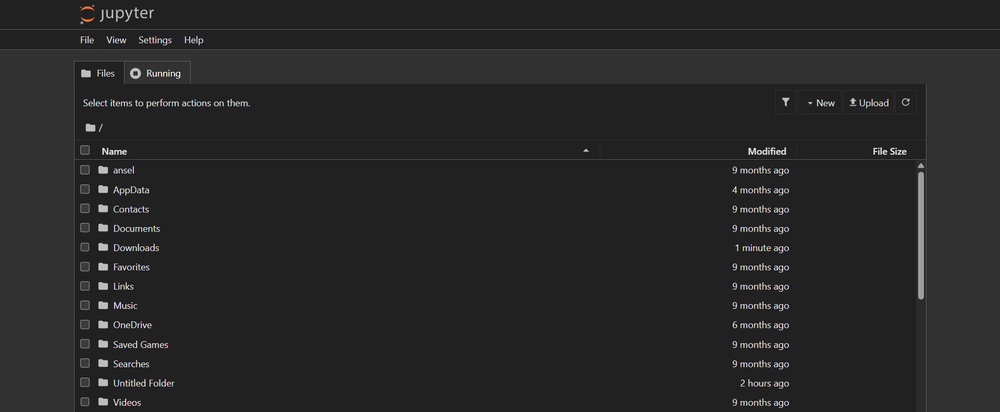 jupyter
File View Settings Help
Files Running
Select items to perform actions on them.
New Upload
/
Name Modified File Size
ansel 9 months ago
AppData 4 months ago
Contacts 9 months ago
Documents 9 months ago
Downloads 1 minute ago
Favorites 9 months ago
Links 9 months ago
Music 9 months ago
OneDrive 6 months ago
Saved Games 9 months ago
Searches 9 months ago
Untitled Folder 2 hours ago
Videos 9 months ago